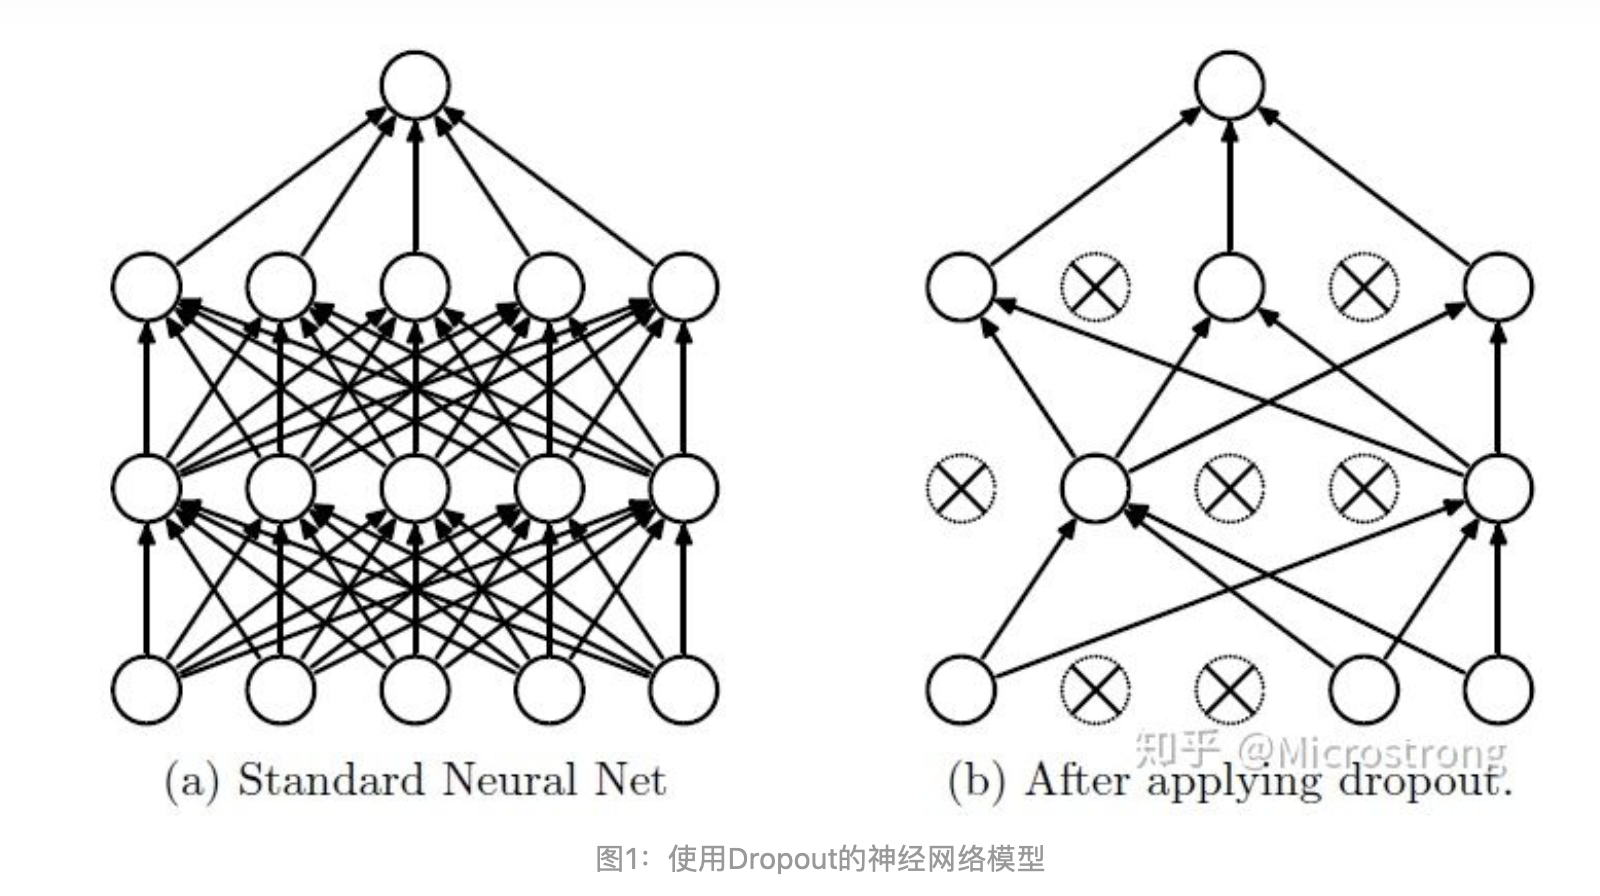 (a) Standard Neural Net
(b) After applying dropout.
知乎 @Microstrong
图1：使用Dropout的神经网络模型